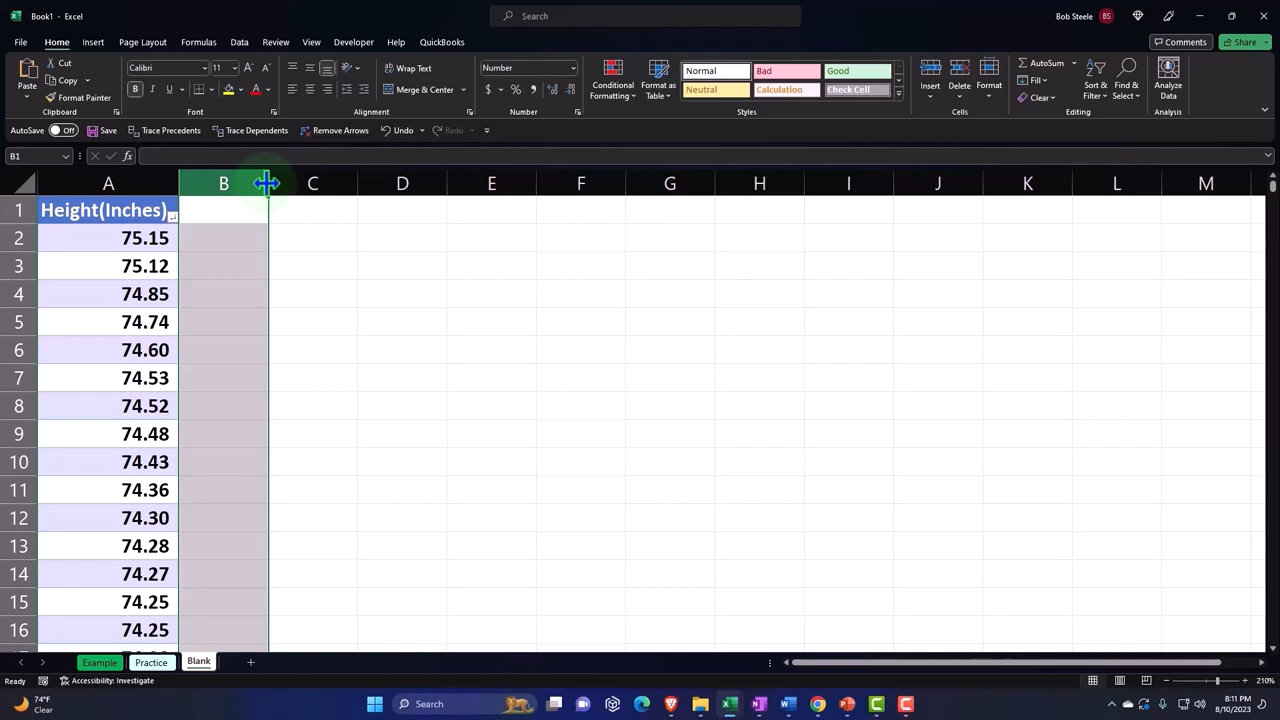 Book1 - Excel
Search
Bob Steele
BS
File Home Insert Page Layout Formulas Data Review View Developer Help QuickBooks
Comments
Share
Paste
Cut
Copy
Format Painter
Clipboard
Calibri
11
B I U
Font
Wrap Text
Merge & Center
Alignment
Number
$ %
Number
Conditional Formatting
Format as Table
Normal Bad Good
Neutral Calculation Check Cell
Styles
Insert Delete Format
Cells
AutoSum
Fill
Clear
Sort & Filter
Find & Select
Editing
Analyze Data
Analysis
AutoSave Off Save Trace Precedents Trace Dependents Remove Arrows Undo Redo
B1 fx
A B C D E F G H I J K L M
1 Height(Inches)
2 75.15
3 75.12
4 74.85
5 74.74
6 74.60
7 74.53
8 74.52
9 74.48
10 74.43
11 74.36
12 74.30
13 74.28
14 74.27
15 74.25
16 74.25
Example Practice Blank
Ready Accessibility: Investigate 210%
74°F
Clear
Search
8:11 PM
8/10/2023